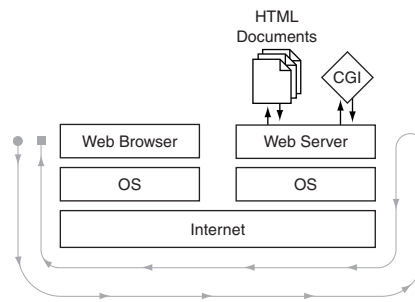 HTML
Documents
CGI
Web Browser
Web Server
OS
OS
Internet